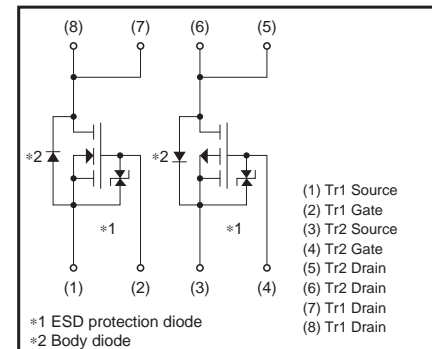 (8) (7) (6) (5)
∗2 ∗2
∗1 ∗1
(1) (2) (3) (4)
(1) Tr1 Source
(2) Tr1 Gate
(3) Tr2 Source
(4) Tr2 Gate
(5) Tr2 Drain
(6) Tr2 Drain
(7) Tr1 Drain
(8) Tr1 Drain
∗1 ESD protection diode
∗2 Body diode